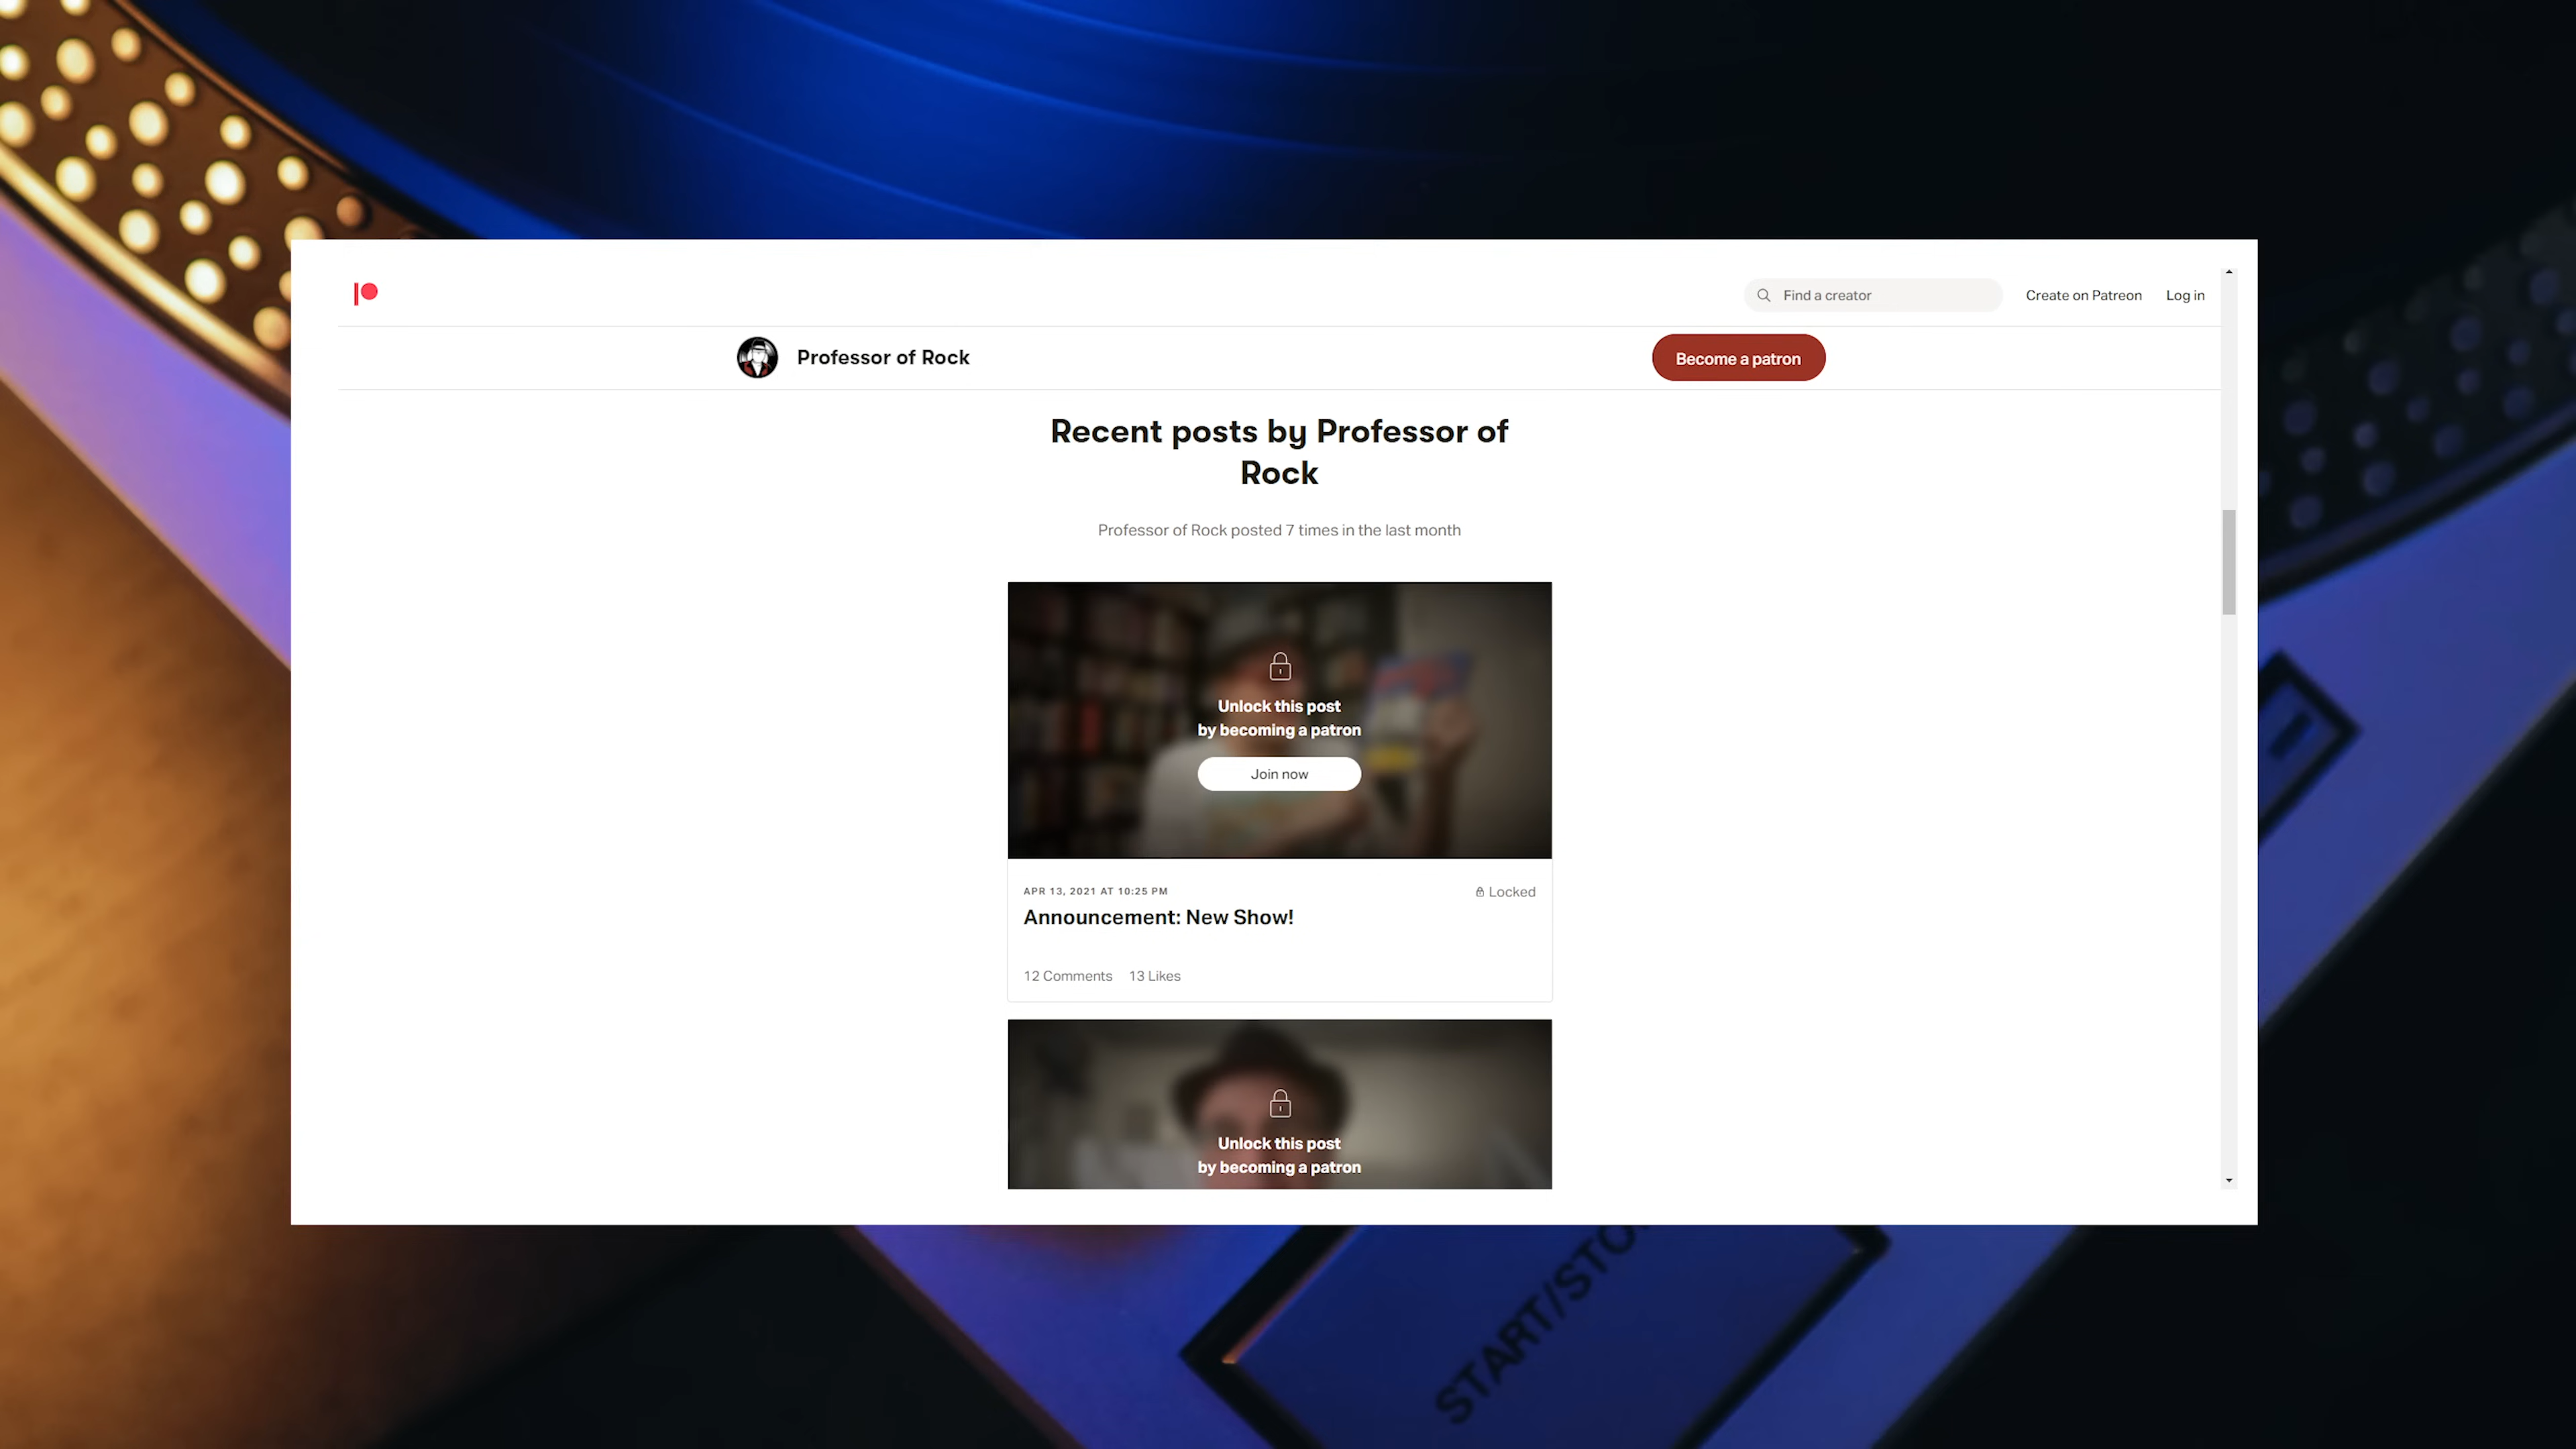 Find a creator
Create on Patreon
Log in
Professor of Rock
Become a patron
Recent posts by Professor of
Rock
Professor of Rock posted 7 times in the last month
Unlock this post
by becoming a patron
Join now
APR 13, 2021 AT 10:25 PM
Locked
Announcement: New Show!
12 Comments
13 Likes
Unlock this post
by becoming a patron
START/STO